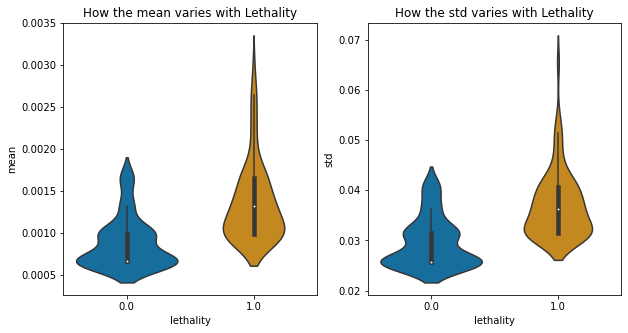 How the mean varies with Lethality
0.0035
0.0030
0.0025
0.0020
0.0015
0.0010
0.0005
mean
0.0
1.0
lethality
How the std varies with Lethality
0.07
0.06
0.05
0.04
0.03
0.02
std
0.0
1.0
lethality